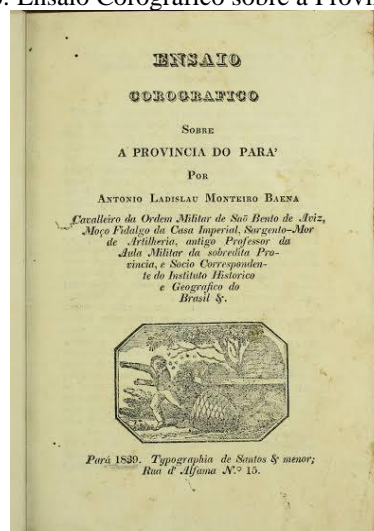 : Ensaio Corográfico sobre a Provín
ENSAIO
COROGRAFICO
SOBRE
A PROVINCIA DO PARA'
POR
ANTONIO LADISLAU MONTEIRO BAENA
Cavalleiro da Ordem Militar de Saõ Bento de Aviz,
Moço Fidalgo da Casa Imperial, Sargento-Mor
de Artilheria, antigo Professor da
Aula Militar da sobredita Pro-
vincia, e Socio Corresponden-
te do Instituto Historico
e Geografico do
Brasil &.
Pará 1839. Typographia de Santos & menor;
Rua d' Alfama N.º 15.